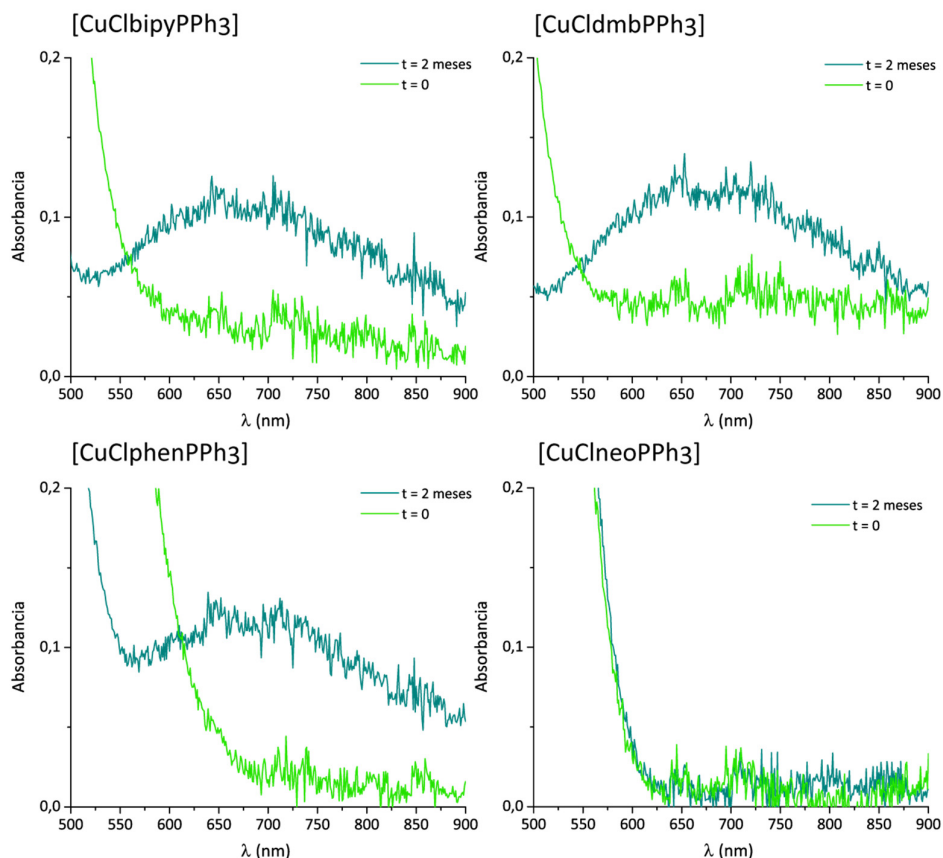 [CuClbipyPPh3]
t = 2 meses
t = 0
0,2
0,1
0,0
Absorbancia
500 550 600 650 700 750 800 850 900
λ (nm)
[CuCldmbPPh3]
t = 2 meses
t = 0
0,2
0,1
0,0
Absorbancia
500 550 600 650 700 750 800 850 900
λ (nm)
[CuClphenPPh3]
t = 2 meses
t = 0
0,2
0,1
0,0
Absorbancia
500 550 600 650 700 750 800 850 900
λ (nm)
[CuClneoPPh3]
t = 2 meses
t = 0
0,2
0,1
0,0
Absorbancia
500 550 600 650 700 750 800 850 900
λ (nm)